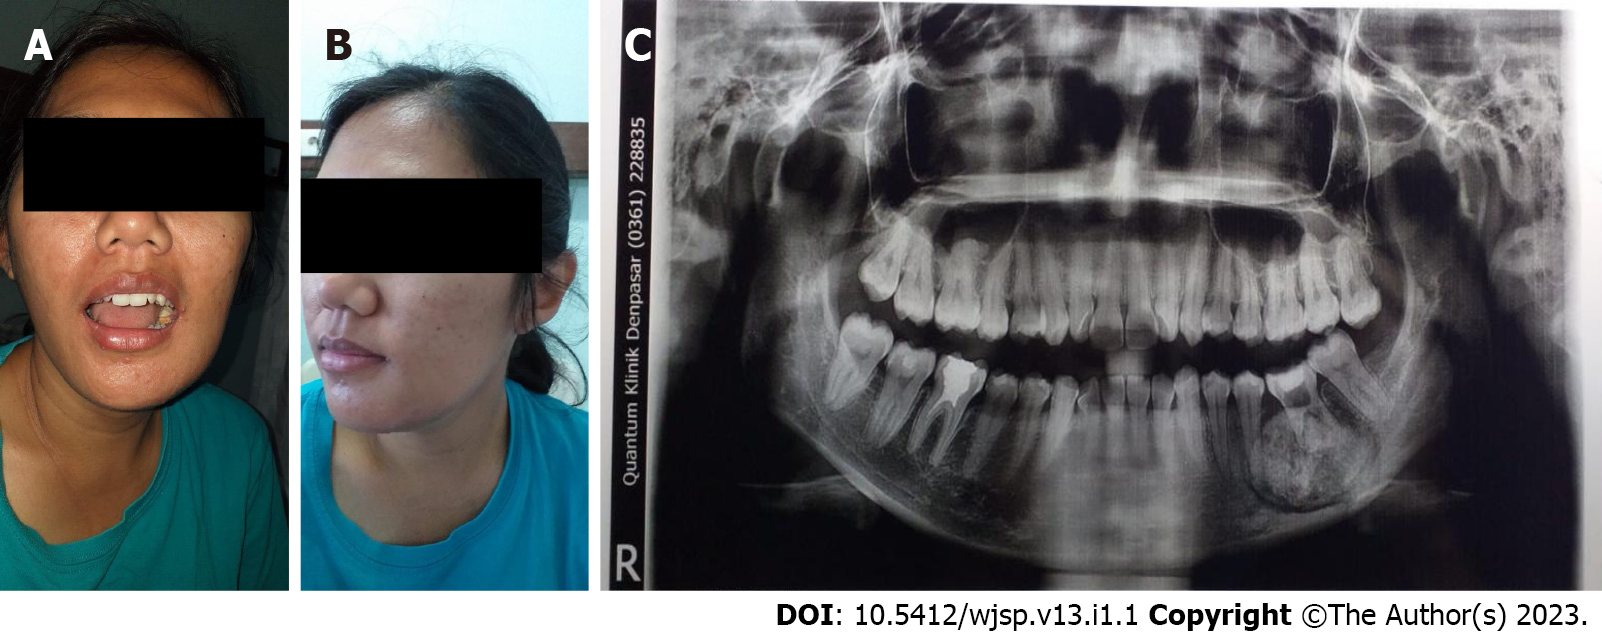 A
B
C
Quantum Klinik Denpasar (0361) 228835
R
DOI: 10.5412/wjsp.v13.i1.1 Copyright ©The Author(s) 2023.